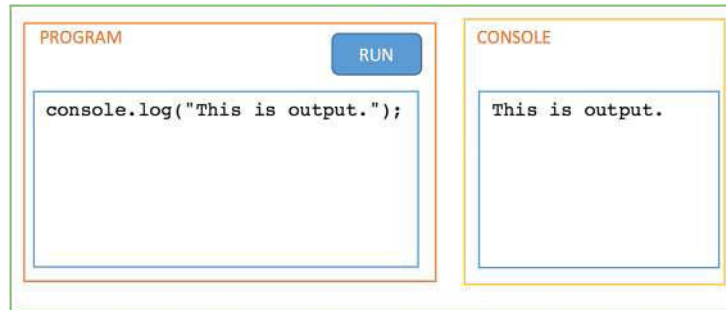 PROGRAM
RUN
console.log("This is output.");
CONSOLE
This is output.